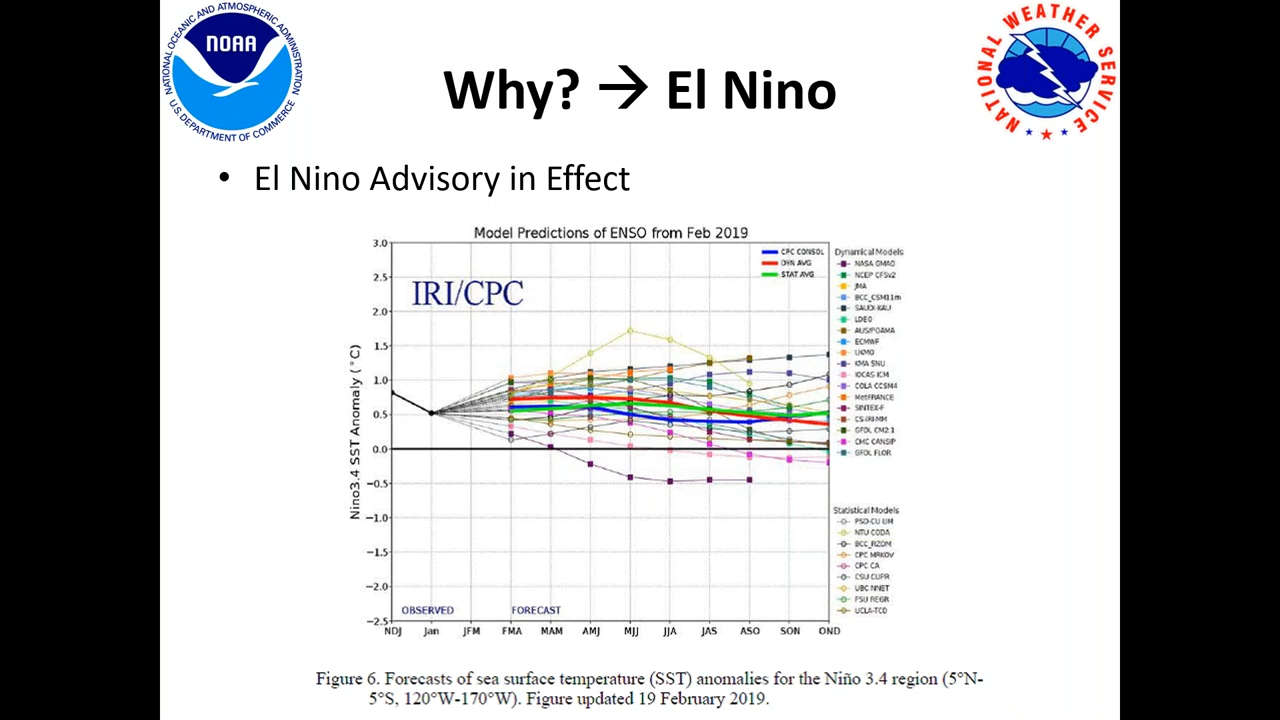 NATIONAL OCEANIC AND ATMOSPHERIC ADMINISTRATION
NOAA
U.S. DEPARTMENT OF COMMERCE
NATIONAL WEATHER SERVICE
Why? → El Nino
• El Nino Advisory in Effect
Model Predictions of ENSO from Feb 2019
IRI/CPC
CPC CONSOL
DYN AVG
STAT AVG
Nino3.4 SST Anomaly (°C)
3.0
2.5
2.0
1.5
1.0
0.5
0.0
−0.5
−1.0
−1.5
−2.0
−2.5
OBSERVED
FORECAST
NDJ Jan JFM FMA MAM AMJ MJJ JJA JAS ASO SON OND
Dynamical Models
NASA GMAO
NCEP CFSv2
JMA
BCC_CSM11m
SAUDI-KAU
LDEO
AUS/POAMA
ECMWF
UKMO
KMA SNU
IOCAS ICM
COLA CCSM4
MetFRANCE
SINTEX-F
CS-IRI-MM
GFDL CM2.1
CMC CANSIP
GFDL FLOR
Statistical Models
PSD-CU LIM
NTU CODA
BCC_RZDM
CPC MRKOV
CPC CA
CSU CLIPR
UBC NNET
FSU REGR
UCLA-TCD
Figure 6. Forecasts of sea surface temperature (SST) anomalies for the Niño 3.4 region (5°N-
5°S, 120°W-170°W). Figure updated 19 February 2019.